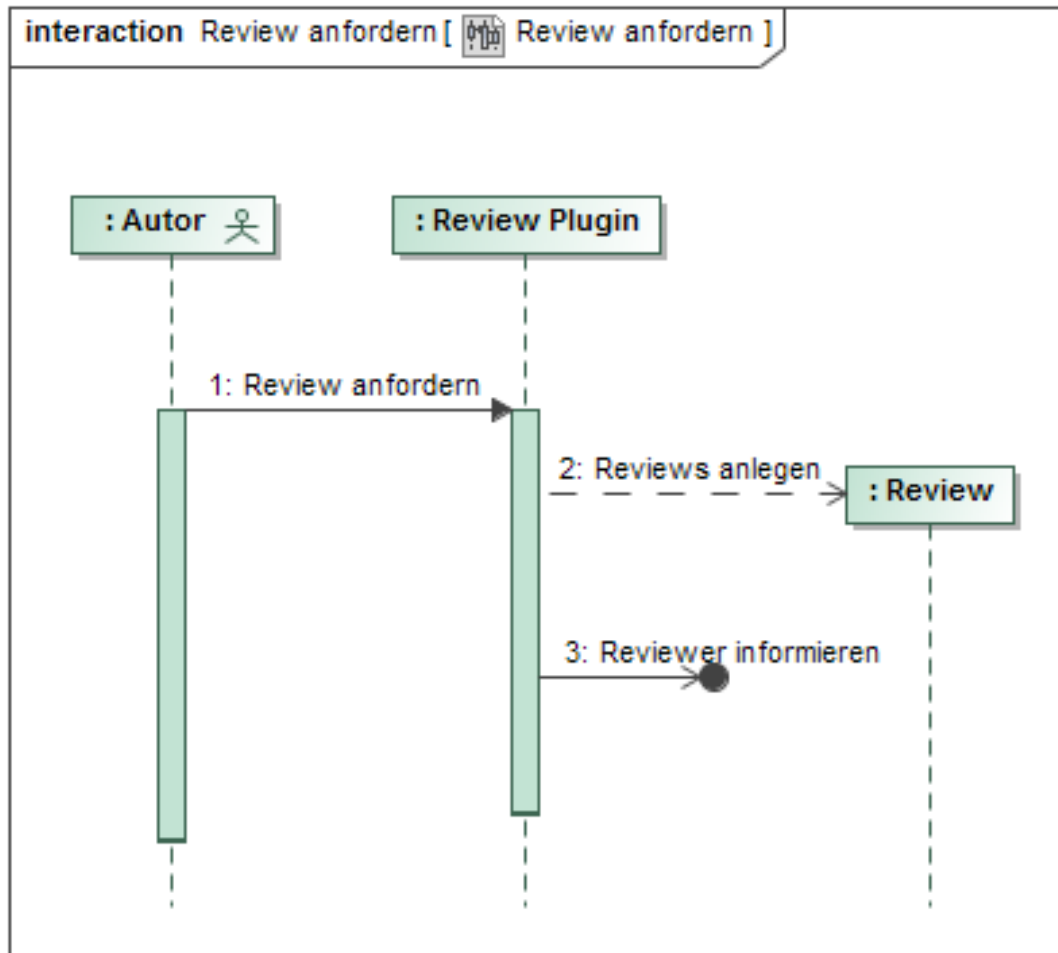 interaction Review anfordern [ Review anfordern ]
: Autor
: Review Plugin
1: Review anfordern
2: Reviews anlegen
: Review
3: Reviewer informieren